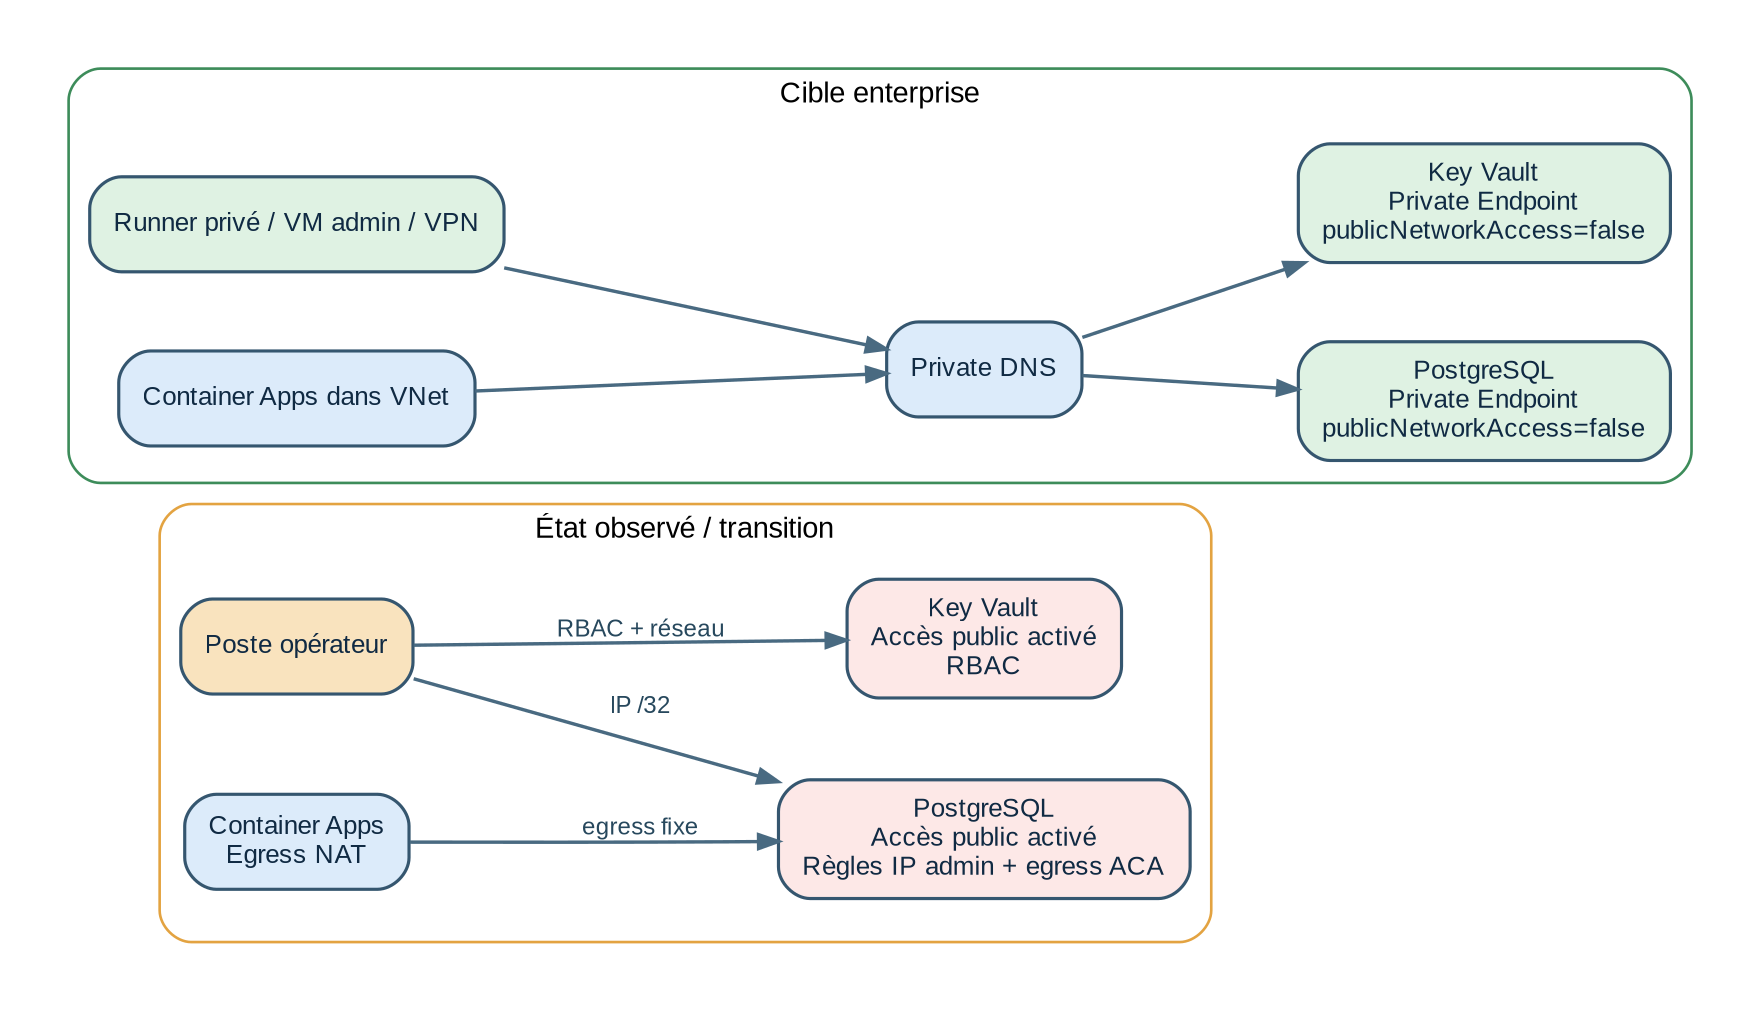 Cible enterprise
Runner privé / VM admin / VPN
Container Apps dans VNet
Private DNS
Key Vault
Private Endpoint
publicNetworkAccess=false
PostgreSQL
Private Endpoint
publicNetworkAccess=false
État observé / transition
Poste opérateur
RBAC + réseau
IP /32
Key Vault
Accès public activé
RBAC
Container Apps
Egress NAT
egress fixe
PostgreSQL
Accès public activé
Règles IP admin + egress ACA